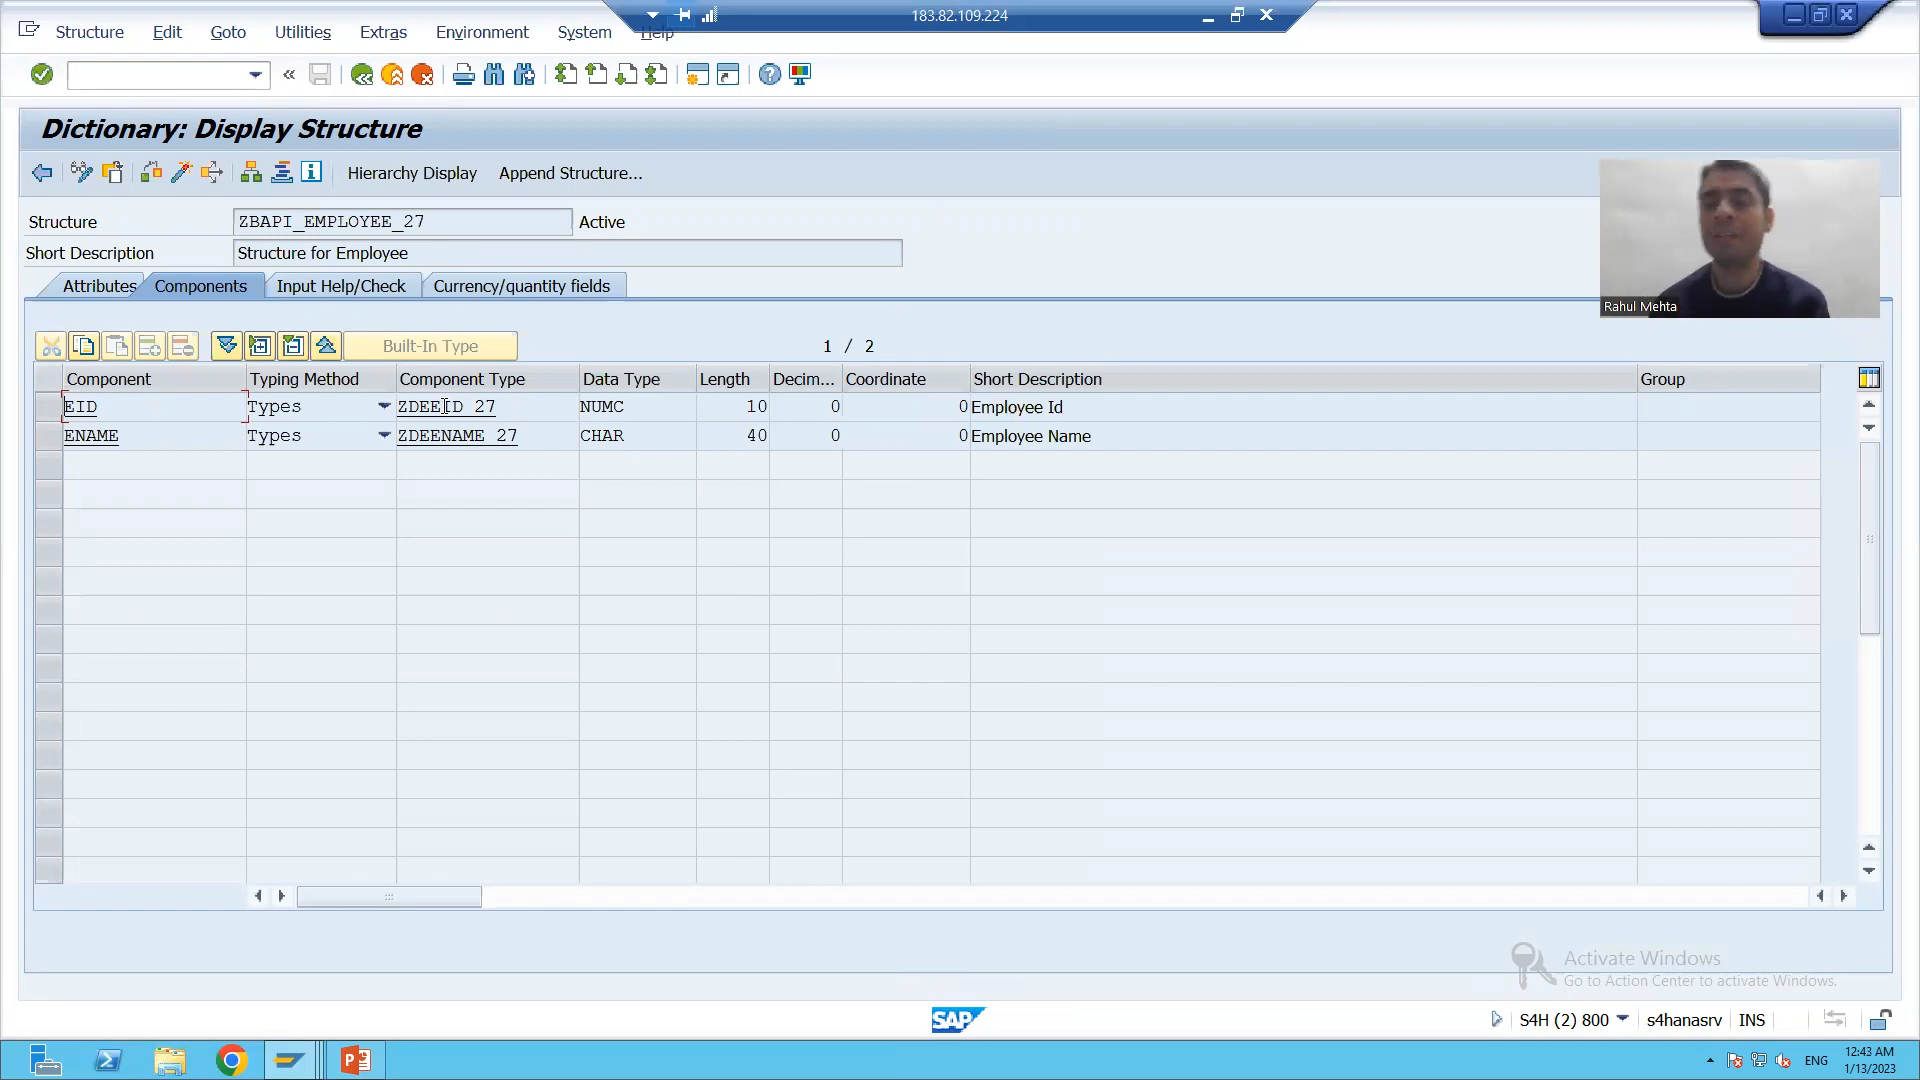 183.82.109.224
Structure Edit Goto Utilities Extras Environment System Help
Dictionary: Display Structure
Hierarchy Display Append Structure...
Structure ZBAPI_EMPLOYEE_27 Active
Short Description Structure for Employee
Rahul Mehta
Attributes Components Input Help/Check Currency/quantity fields
Built-In Type 1 / 2
Component Typing Method Component Type Data Type Length Decim... Coordinate Short Description Group
EID Types ZDEEID_27 NUMC 10 0 0 Employee Id
ENAME Types ZDEENAME_27 CHAR 40 0 0 Employee Name
Activate Windows
Go to Action Center to activate Windows.
SAP S4H (2) 800 s4hanasrv INS
12:43 AM
ENG
1/13/2023